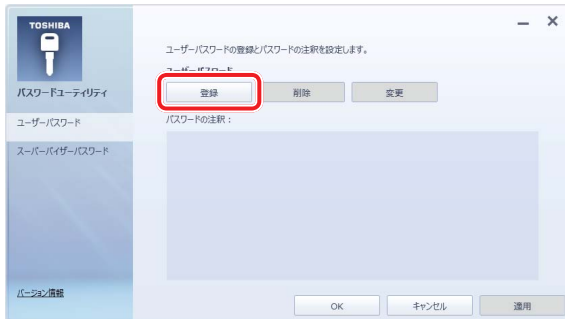 TOSHIBA
パスワードユーティリティ
ユーザーパスワード
スーパーバイザーパスワード
バージョン情報
ユーザーパスワードの登録とパスワードの注釈を設定します。
ユーザーパスワード
登録 削除 変更
パスワードの注釈：
OK キャンセル 適用